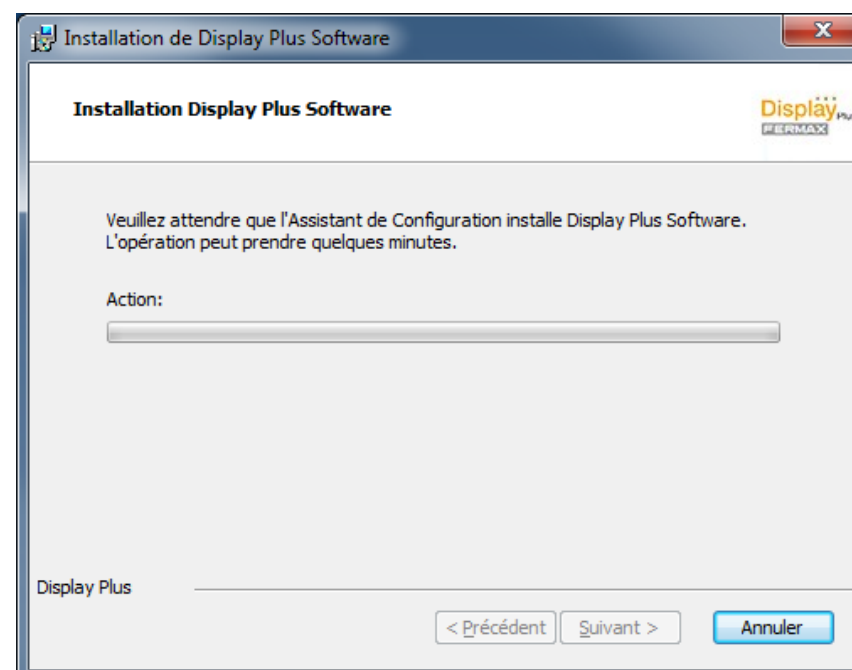 Installation de Display Plus Software
Installation Display Plus Software
Display Plus
FERMAX
Veuillez attendre que l'Assistant de Configuration installe Display Plus Software.
L'opération peut prendre quelques minutes.
Action:
Display Plus
< Précédent
Suivant >
Annuler